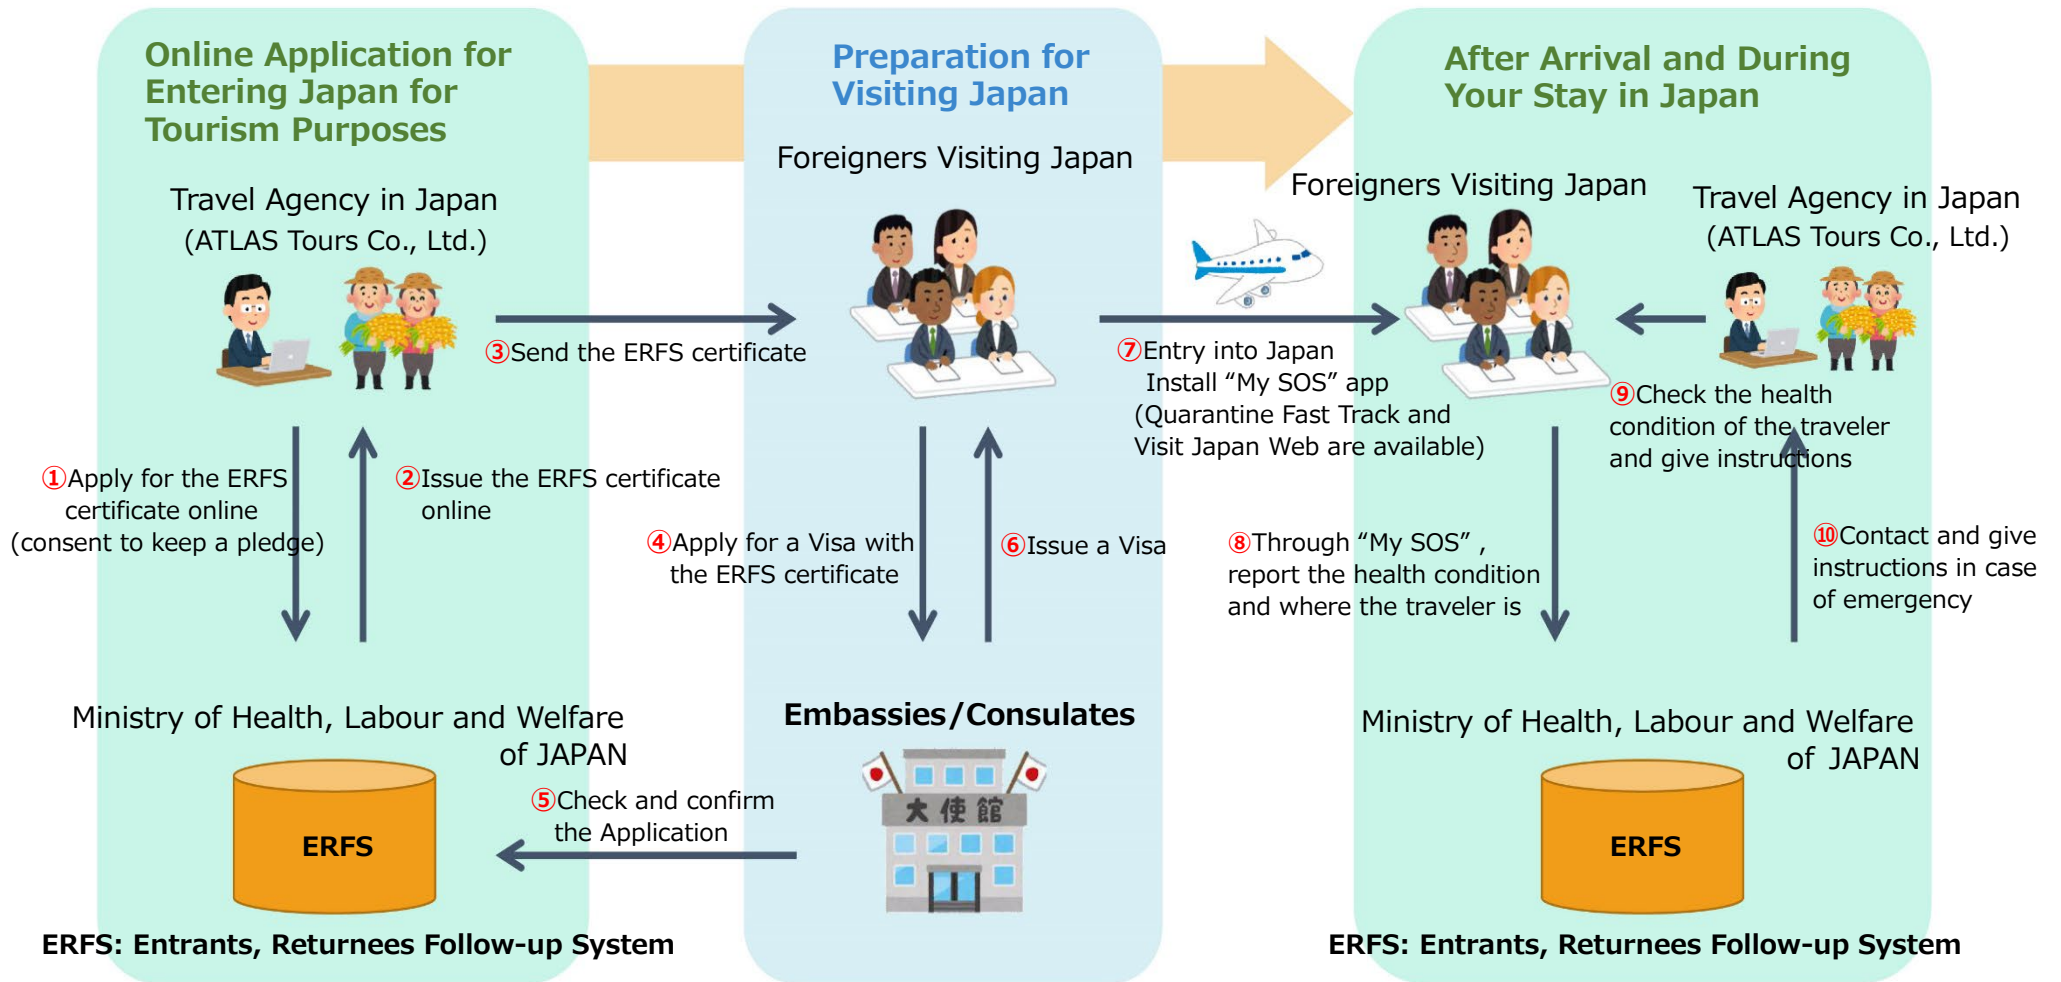 Online Application for
Entering Japan for
Tourism Purposes
Travel Agency in Japan
(ATLAS Tours Co., Ltd.)
①Apply for the ERFS
certificate online
(consent to keep a pledge)
②Issue the ERFS certificate
online
③Send the ERFS certificate
Ministry of Health, Labour and Welfare
of JAPAN
ERFS
ERFS: Entrants, Returnees Follow-up System
Preparation for
Visiting Japan
Foreigners Visiting Japan
④Apply for a Visa with
the ERFS certificate
⑤Check and confirm
the Application
⑥Issue a Visa
Embassies/Consulates
大使館
⑦Entry into Japan
Install “My SOS” app
(Quarantine Fast Track and
Visit Japan Web are available)
After Arrival and During
Your Stay in Japan
Foreigners Visiting Japan
Travel Agency in Japan
(ATLAS Tours Co., Ltd.)
⑧Through “My SOS” ,
report the health condition
and where the traveler is
⑨Check the health
condition of the traveler
and give instructions
⑩Contact and give
instructions in case
of emergency
Ministry of Health, Labour and Welfare
of JAPAN
ERFS
ERFS: Entrants, Returnees Follow-up System